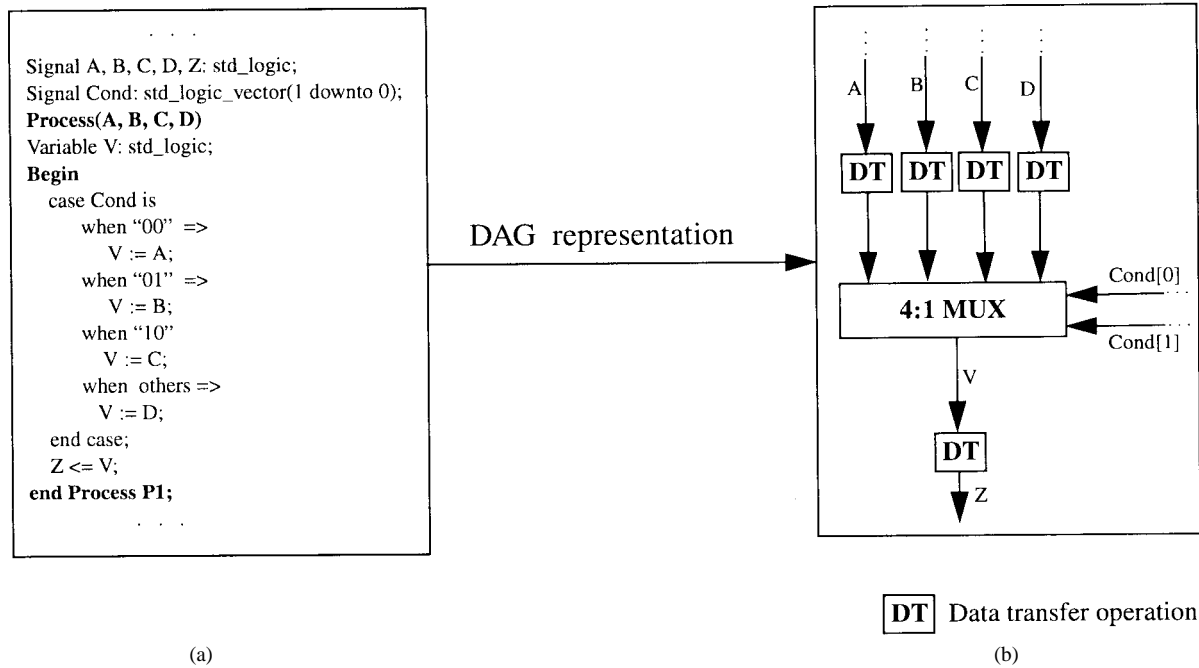 . . .
Signal A, B, C, D, Z: std_logic;
Signal Cond: std_logic_vector(1 downto 0);
Process(A, B, C, D)
Variable V: std_logic;
Begin
case Cond is
when “00” =>
V := A;
when “01” =>
V := B;
when “10”
V := C;
when others =>
V := D;
end case;
Z <= V;
end Process P1;
. . .
(a)
DAG representation
A
B
C
D
DT
DT
DT
DT
Cond[0]
4:1 MUX
Cond[1]
V
DT
Z
DT Data transfer operation
(b)